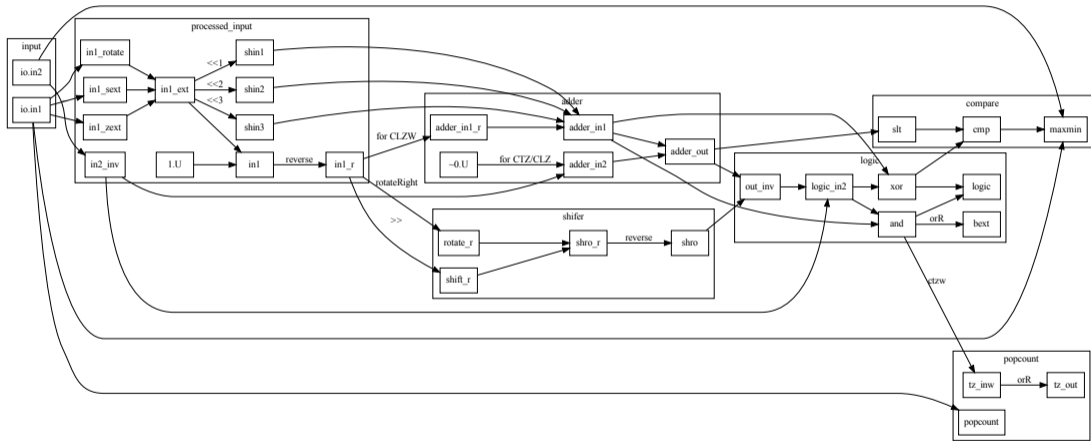 input
io.in2
io.in1
processed_input
in1_rotate
in1_sext
in1_zext
in2_inv
in1_ext
1.U
<<1
<<2
<<3
shin1
shin2
shin3
in1
reverse
in1_r
for CLZW
rotateRight
>>
adder
adder_in1_r
~0.U
for CTZ/CLZ
adder_in1
adder_in2
adder_out
shifer
rotate_r
shift_r
shro_r
reverse
shro
logic
out_inv
logic_in2
xor
and
orR
logic
bext
ctzw
compare
slt
cmp
maxmin
popcount
tz_inw
orR
tz_out
popcount